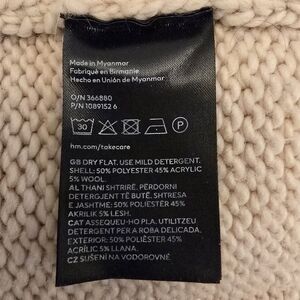 Made in Myanmar
Fabriqué en Birmanie
Hecho en Unión de Myanmar
O/N 366880
P/N 1089152 6
30
P
hm.com/takecare
GB DRY FLAT. USE MILD DETERGENT.
SHELL: 50% POLYESTER 45% ACRYLIC
5% WOOL.
AL THANI SHTRIRË. PËRDORNI
DETERGJENT TË BUTË. SHTRESA
E JASHTME: 50% POLIESTER 45%
AKRILIK 5% LESH.
CAT ASSEQUEU-HO PLA. UTILITZEU
DETERGENT PER A ROBA DELICADA.
EXTERIOR: 50% POLIÈSTER 45%
ACRÍLIC 5% LLANA.
CZ SUŠENÍ NA VODOROVNÉ